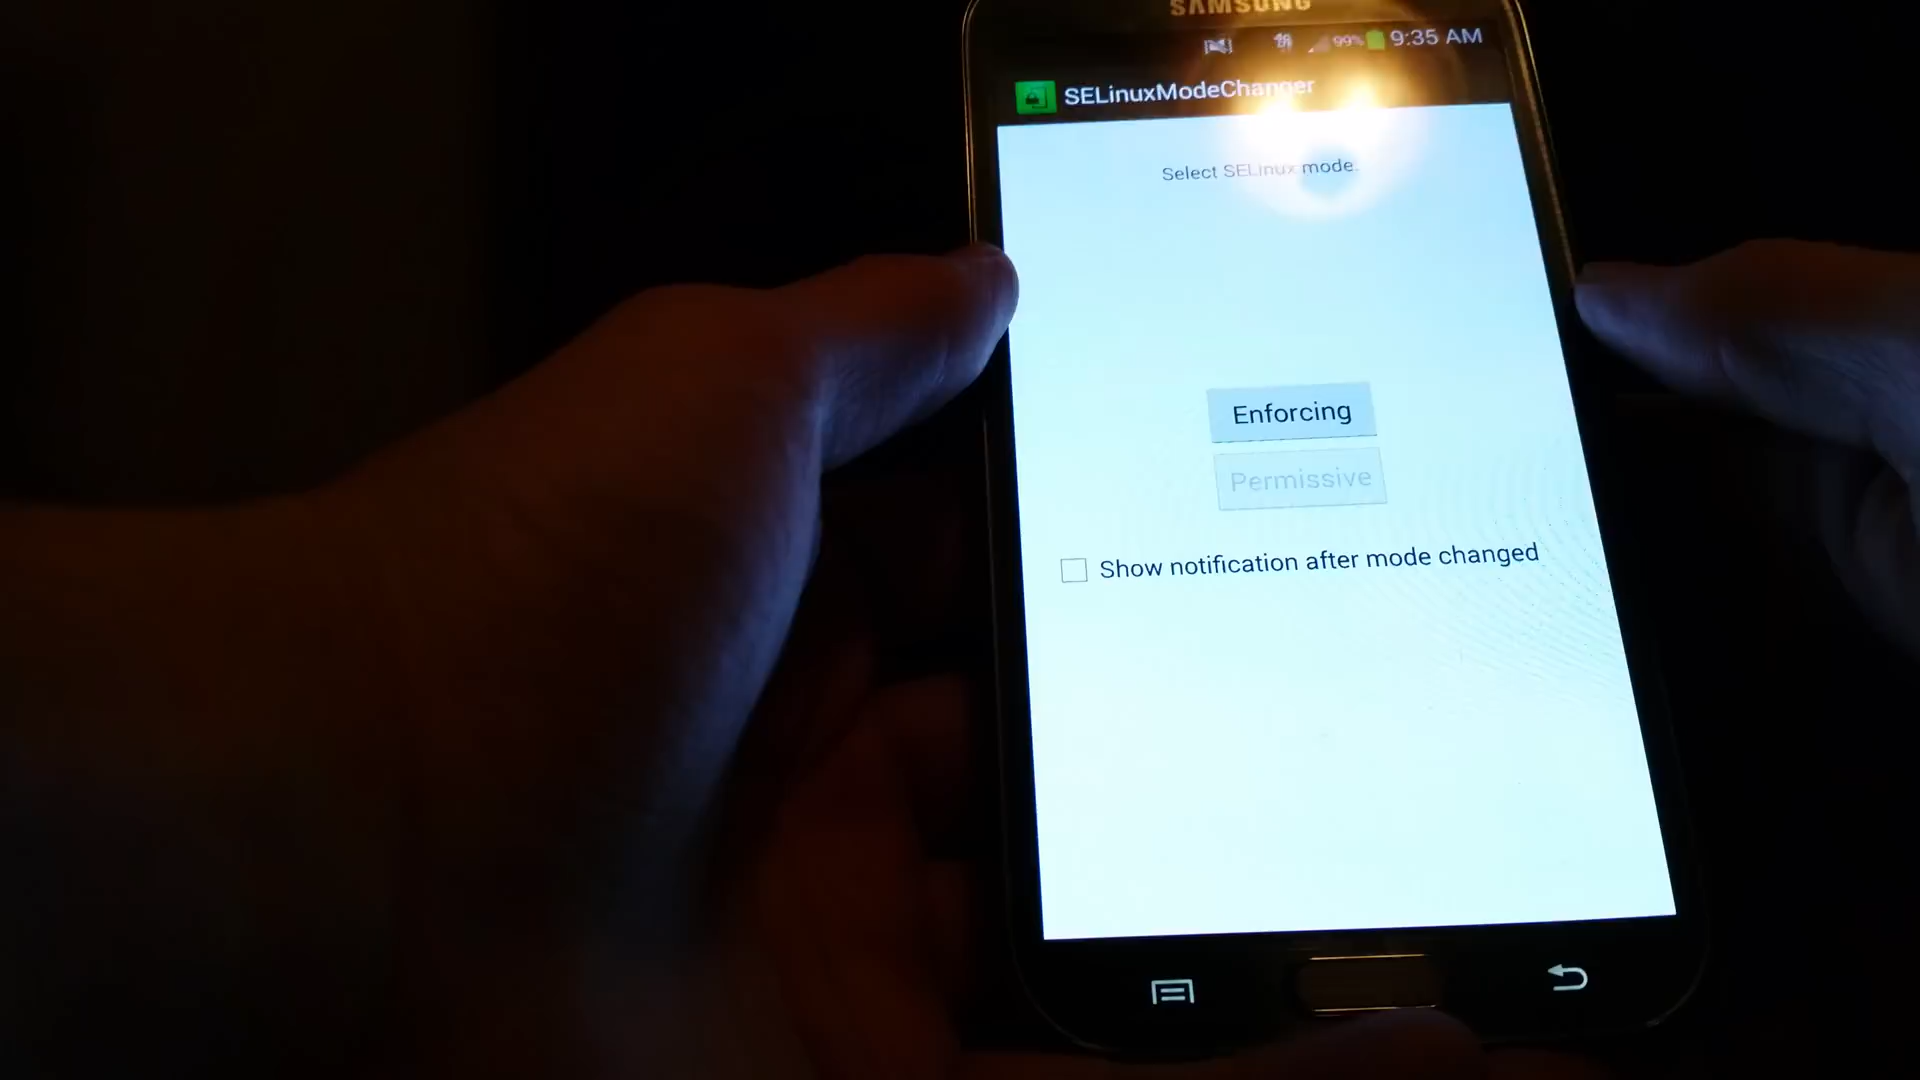 SAMSUNG
99% 9:35 AM
SELinuxModeChanger
Select SELinux mode.
Enforcing
Permissive
Show notification after mode changed